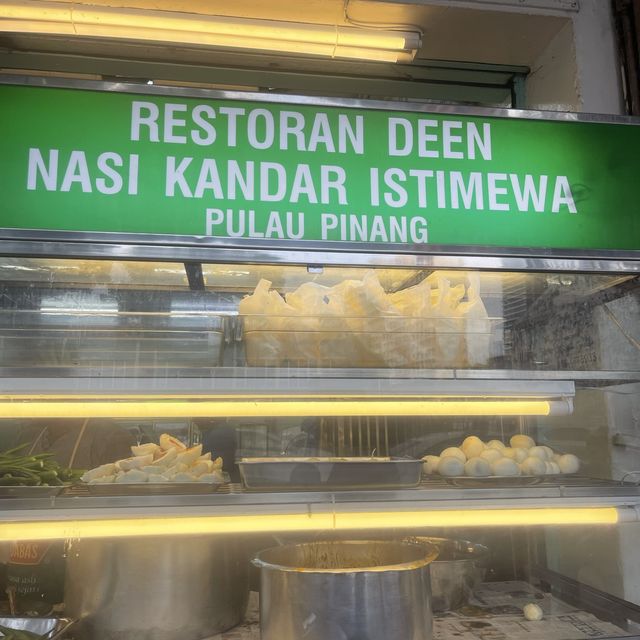 RESTORAN DEEN
NASI KANDAR ISTIMEWA
PULAU PINANG